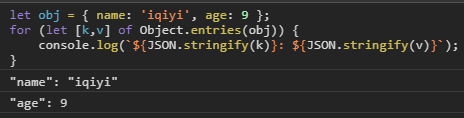 let obj = { name: 'iqiyi', age: 9 };
for (let [k,v] of Object.entries(obj)) {
    console.log(`${JSON.stringify(k)}: ${JSON.stringify(v)}`);
}
"name": "iqiyi"
"age": 9